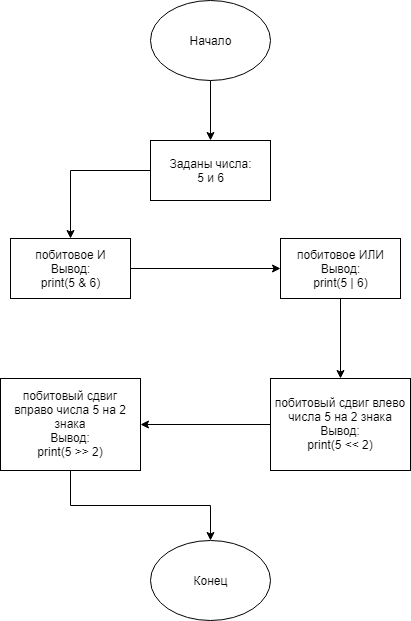 Начало
Заданы числа:
5 и 6
побитовое И
Вывод:
print(5 & 6)
побитовое ИЛИ
Вывод:
print(5 | 6)
побитовый сдвиг влево
числа 5 на 2 знака
Вывод:
print(5 << 2)
побитовый сдвиг
вправо числа 5 на 2
знака
Вывод:
print(5 >> 2)
Конец